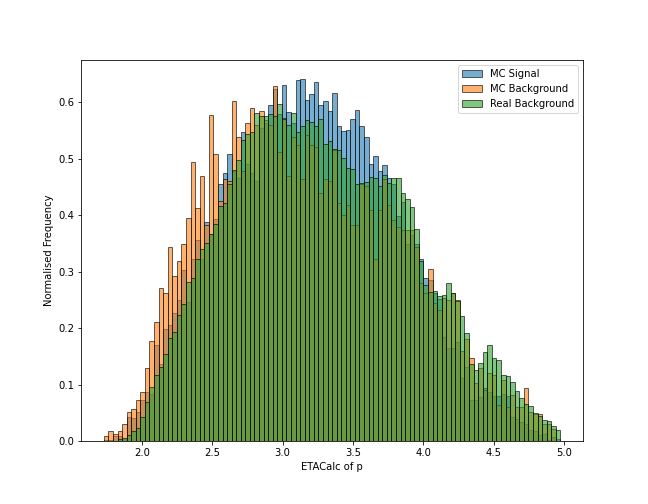 MC Signal
MC Background
Real Background
Normalised Frequency
0.6
0.5
0.4
0.3
0.2
0.1
0.0
2.0 2.5 3.0 3.5 4.0 4.5 5.0
ETACalc of p